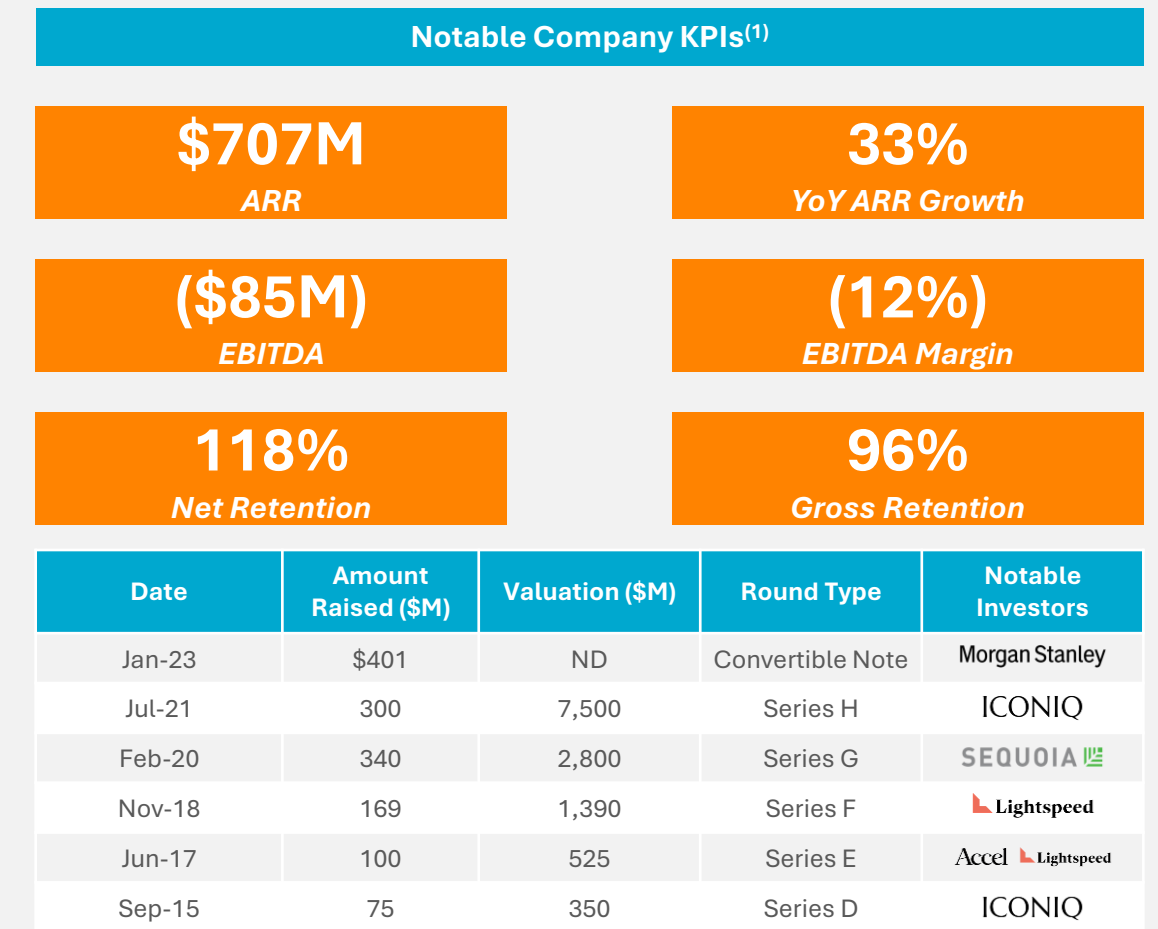 Notable Company KPIs(1)
$707M
ARR
33%
YoY ARR Growth
($85M)
EBITDA
(12%)
EBITDA Margin
118%
Net Retention
96%
Gross Retention
Date Amount Raised ($M) Valuation ($M) Round Type Notable Investors
Jan-23 $401 ND Convertible Note Morgan Stanley
Jul-21 300 7,500 Series H ICONIQ
Feb-20 340 2,800 Series G SEQUOIA
Nov-18 169 1,390 Series F Lightspeed
Jun-17 100 525 Series E Accel Lightspeed
Sep-15 75 350 Series D ICONIQ